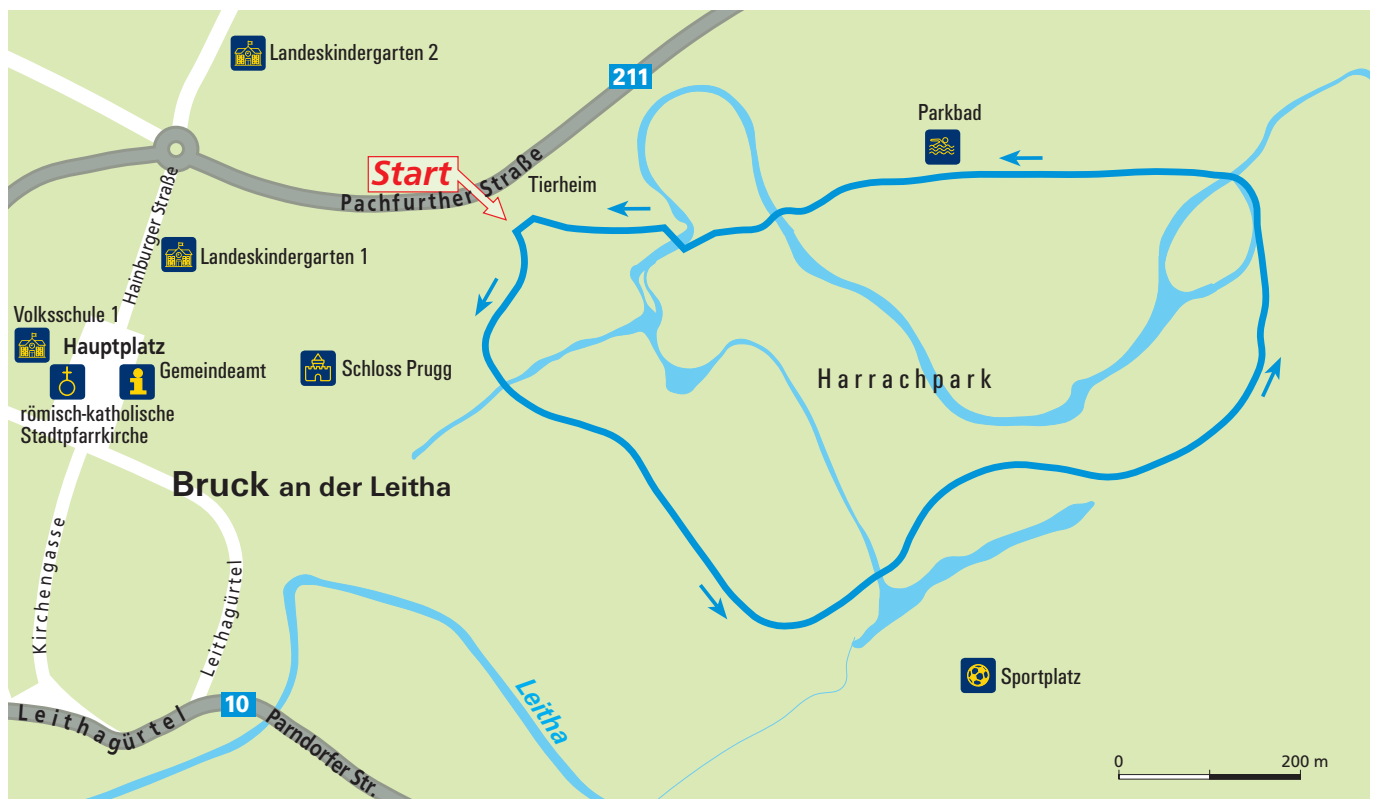 Landeskindergarten 2
211
Parkbad
Start
Tierheim
Pachfurther Straße
Hainburger Straße
Landeskindergarten 1
Volksschule 1
Hauptplatz
Gemeindeamt
Schloss Prugg
Harrachpark
römisch-katholische
Stadtpfarrkirche
Bruck an der Leitha
Kirchengasse
Leithagürtel
Leitha
Sportplatz
Leithagürtel
10
Parndorfer Str.
0
200 m